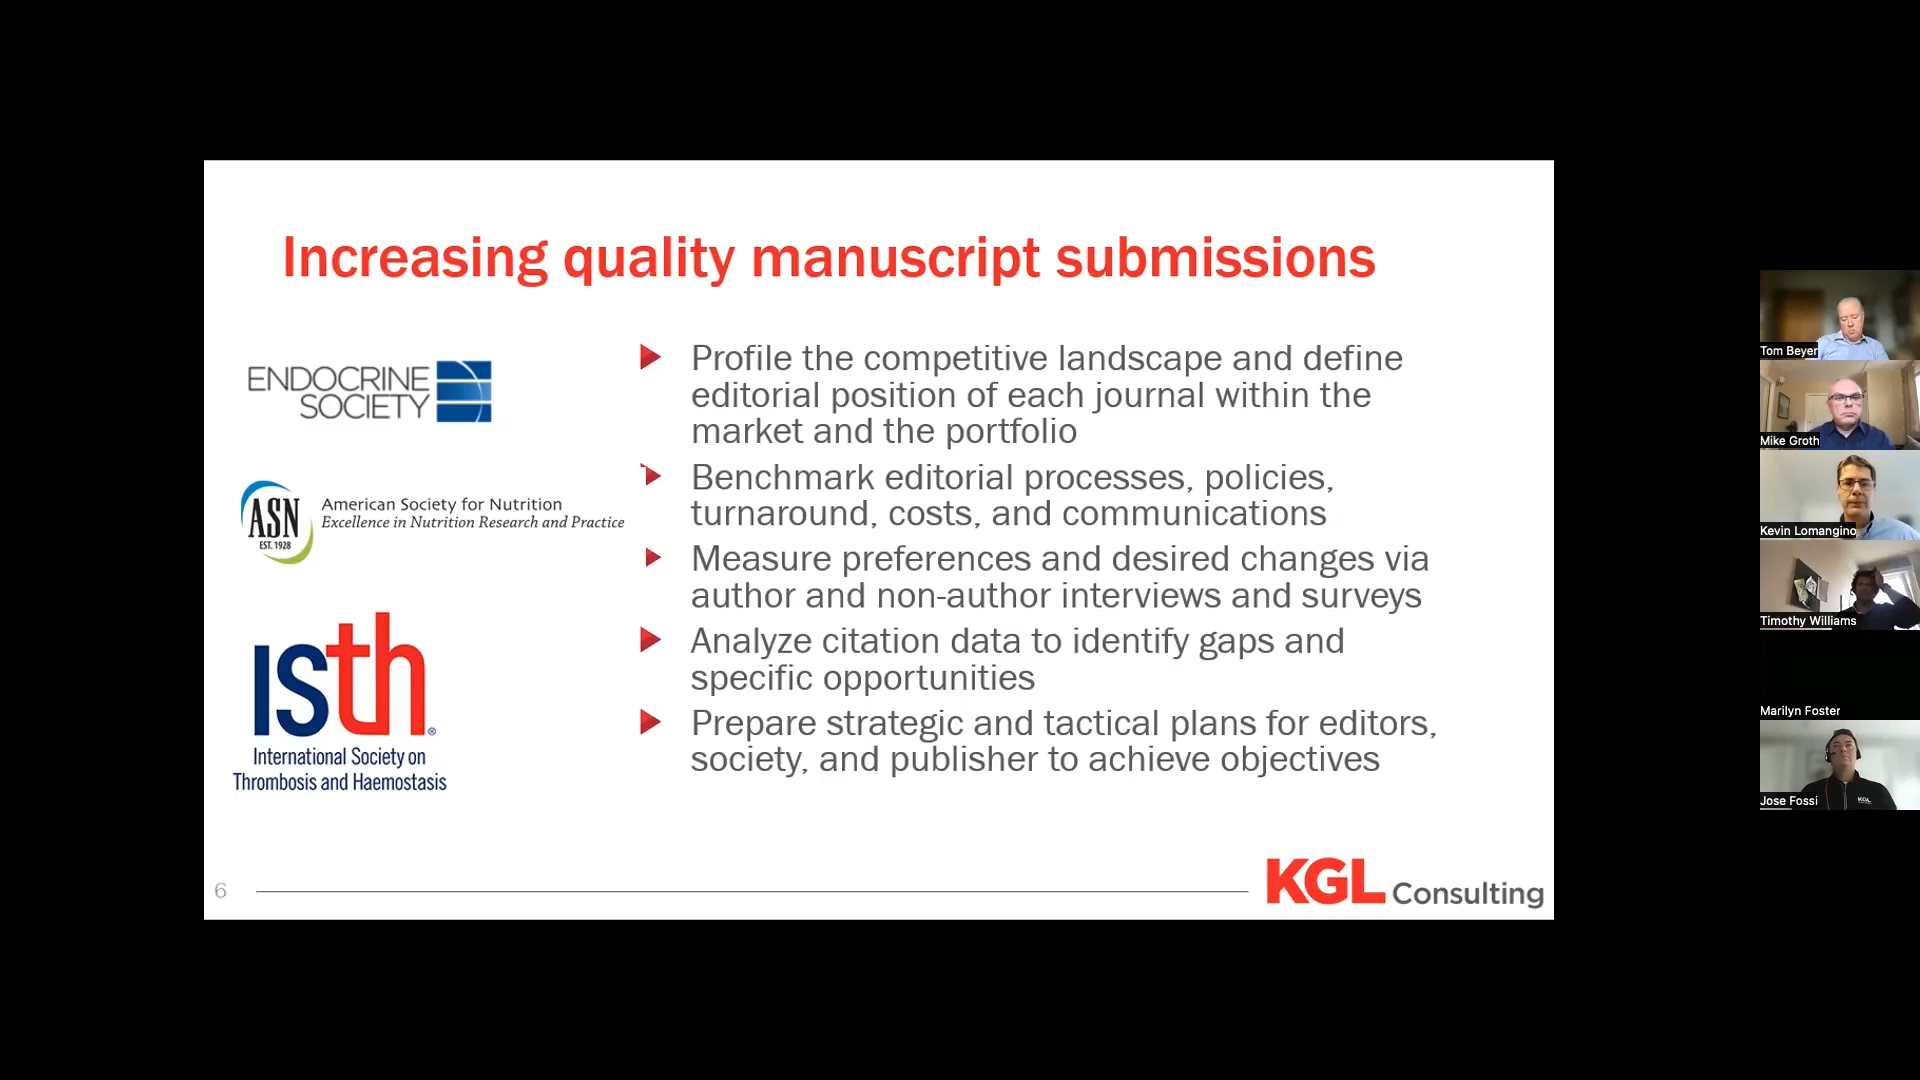 Increasing quality manuscript submissions
ENDOCRINE
SOCIETY
ASN
EST. 1928
American Society for Nutrition
Excellence in Nutrition Research and Practice
isth®
International Society on
Thrombosis and Haemostasis
Profile the competitive landscape and define
editorial position of each journal within the
market and the portfolio
Benchmark editorial processes, policies,
turnaround, costs, and communications
Measure preferences and desired changes via
author and non-author interviews and surveys
Analyze citation data to identify gaps and
specific opportunities
Prepare strategic and tactical plans for editors,
society, and publisher to achieve objectives
6
KGL Consulting
Tom Beyer
Mike Groth
Kevin Lomangino
Timothy Williams
Marilyn Foster
Jose Fossi
KGL